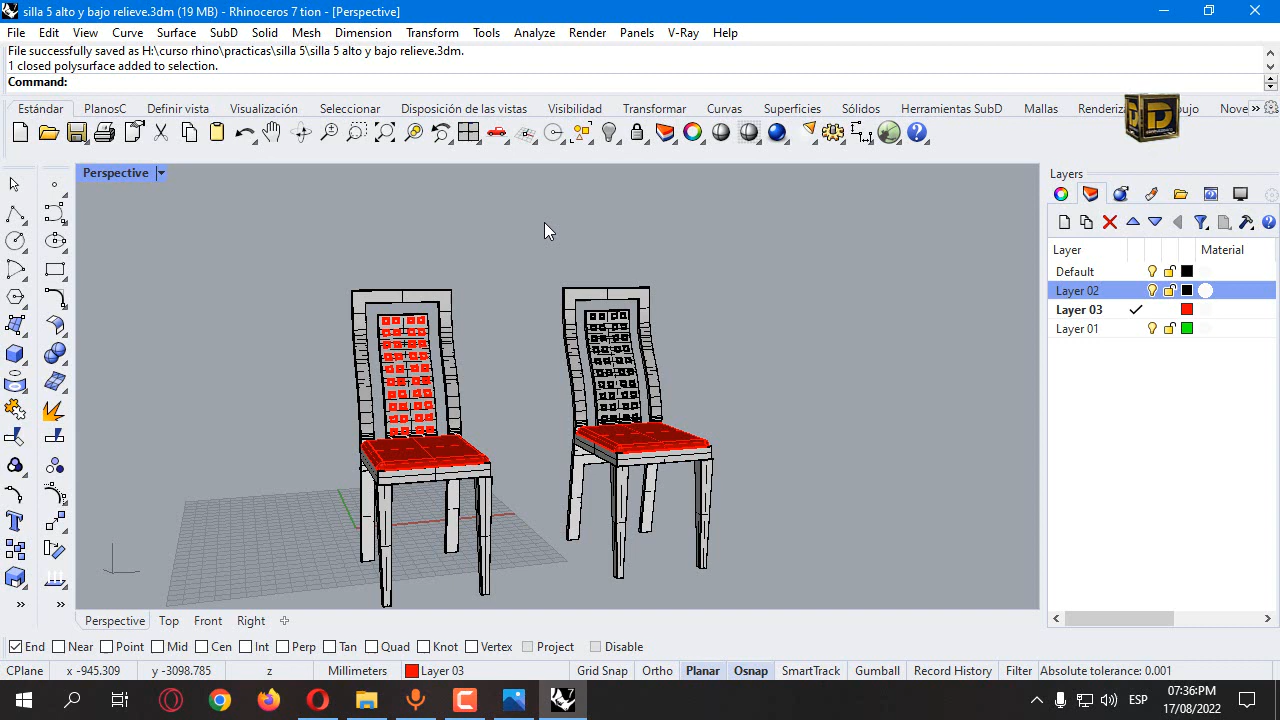 silla 5 alto y bajo relieve.3dm (19 MB) - Rhinoceros 7 tion - [Perspective]
File Edit View Curve Surface SubD Solid Mesh Dimension Transform Tools Analyze Render Panels V-Ray Help
File successfully saved as H:\curso rhino\practicas\silla 5\silla 5 alto y bajo relieve.3dm.
1 closed polysurface added to selection.
Command:
Estándar PlanosC Definir vista Visualización Seleccionar Visibilidad Transformar Curvas Superficies Sólidos Herramientas SubD Mallas
Perspective
Layers
Layer Material
Default
Layer 02
Layer 03
Layer 01
Perspective Top Front Right
End Near Point Mid Cen Int Perp Tan Quad Knot Vertex Project Disable
CPlane x -945.309 y -3098.785 z Millimeters Layer 03 Grid Snap Ortho Planar Osnap SmartTrack Gumball Record History Filter Absolute tolerance: 0.001
ESP
07:36 PM
17/08/2022